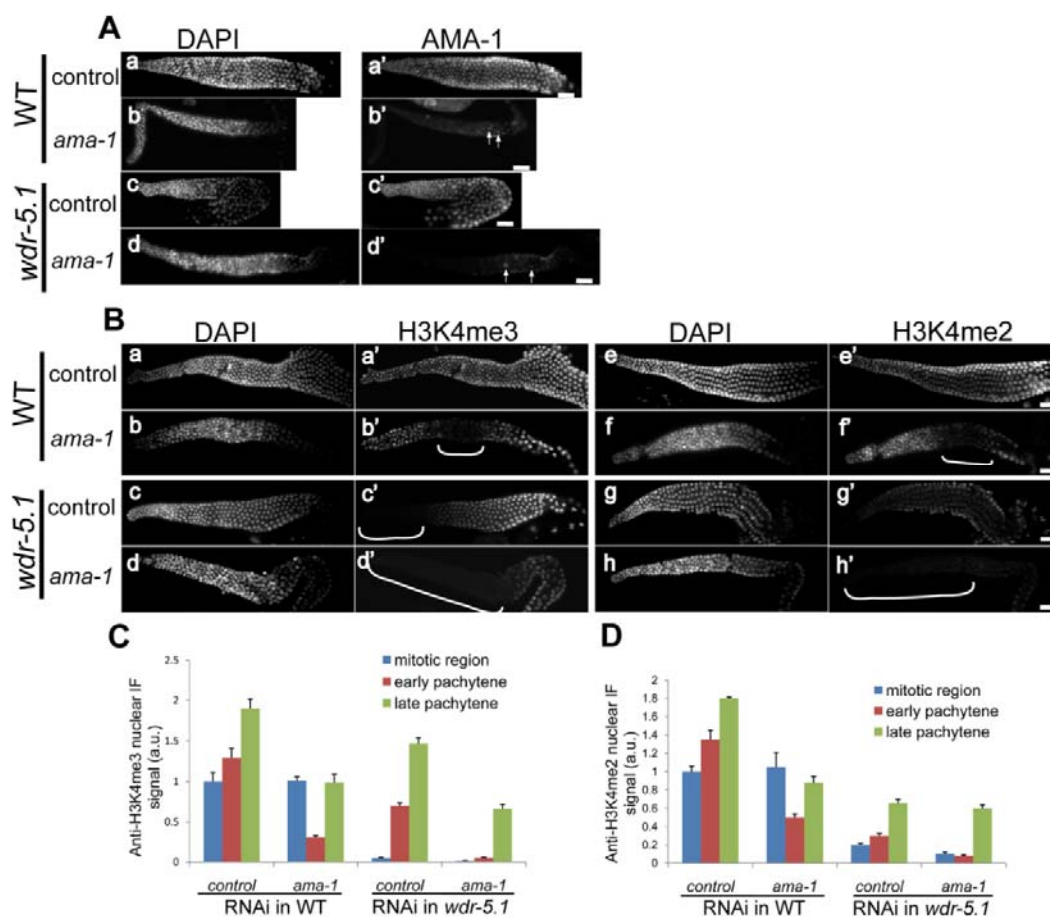 A
DAPI AMA-1
WT
control
a a'
ama-1
b b'
wdr-5.1
control
c c'
ama-1
d d'
B
DAPI H3K4me3 DAPI H3K4me2
WT
control
a a' e e'
ama-1
b b' f f'
wdr-5.1
control
c c' g g'
ama-1
d d' h h'
C
Anti-H3K4me3 nuclear IF
signal (a.u.)
2.5
2
1.5
1
0.5
0
mitotic region
early pachytene
late pachytene
control ama-1 control ama-1
RNAi in WT RNAi in wdr-5.1
D
Anti-H3K4me2 nuclear IF
signal (a.u.)
2
1.8
1.6
1.4
1.2
1
0.8
0.6
0.4
0.2
0
mitotic region
early pachytene
late pachytene
control ama-1 control ama-1
RNAi in WT RNAi in wdr-5.1